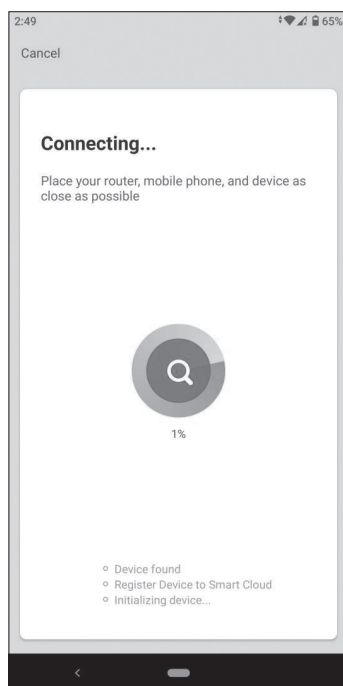 2:49 65%
Cancel
Connecting...
Place your router, mobile phone, and device as
close as possible
1%
Device found
Register Device to Smart Cloud
Initializing device...